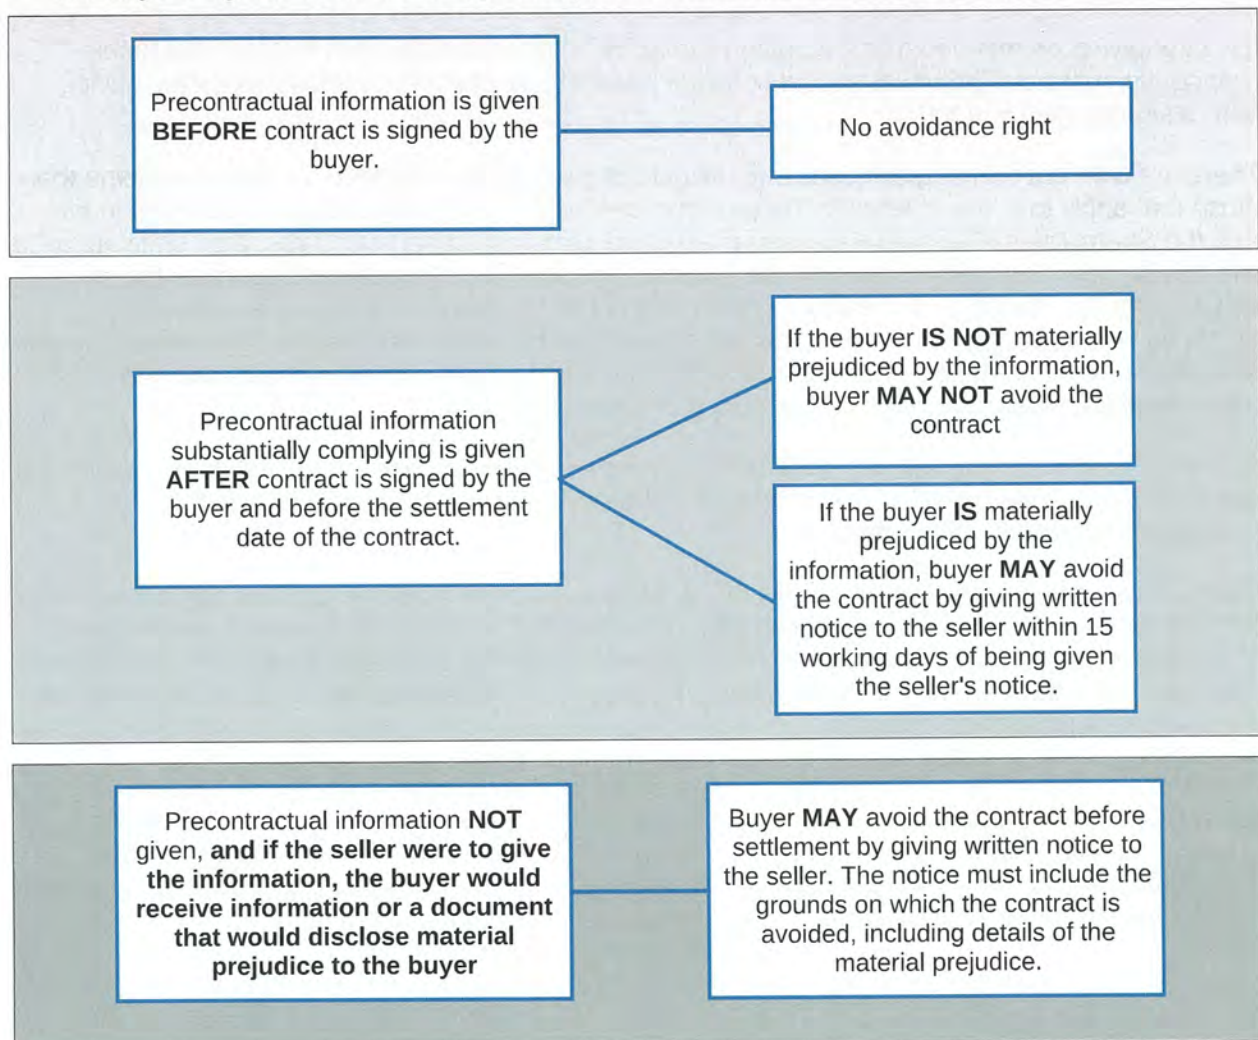 Precontractual information is given
BEFORE contract is signed by the
buyer.
No avoidance right
Precontractual information
substantially complying is given
AFTER contract is signed by the
buyer and before the settlement
date of the contract.
If the buyer IS NOT materially
prejudiced by the information,
buyer MAY NOT avoid the
contract
If the buyer IS materially
prejudiced by the
information, buyer MAY avoid
the contract by giving written
notice to the seller within 15
working days of being given
the seller's notice.
Precontractual information NOT
given, and if the seller were to give
the information, the buyer would
receive information or a document
that would disclose material
prejudice to the buyer
Buyer MAY avoid the contract before
settlement by giving written notice to
the seller. The notice must include the
grounds on which the contract is
avoided, including details of the
material prejudice.